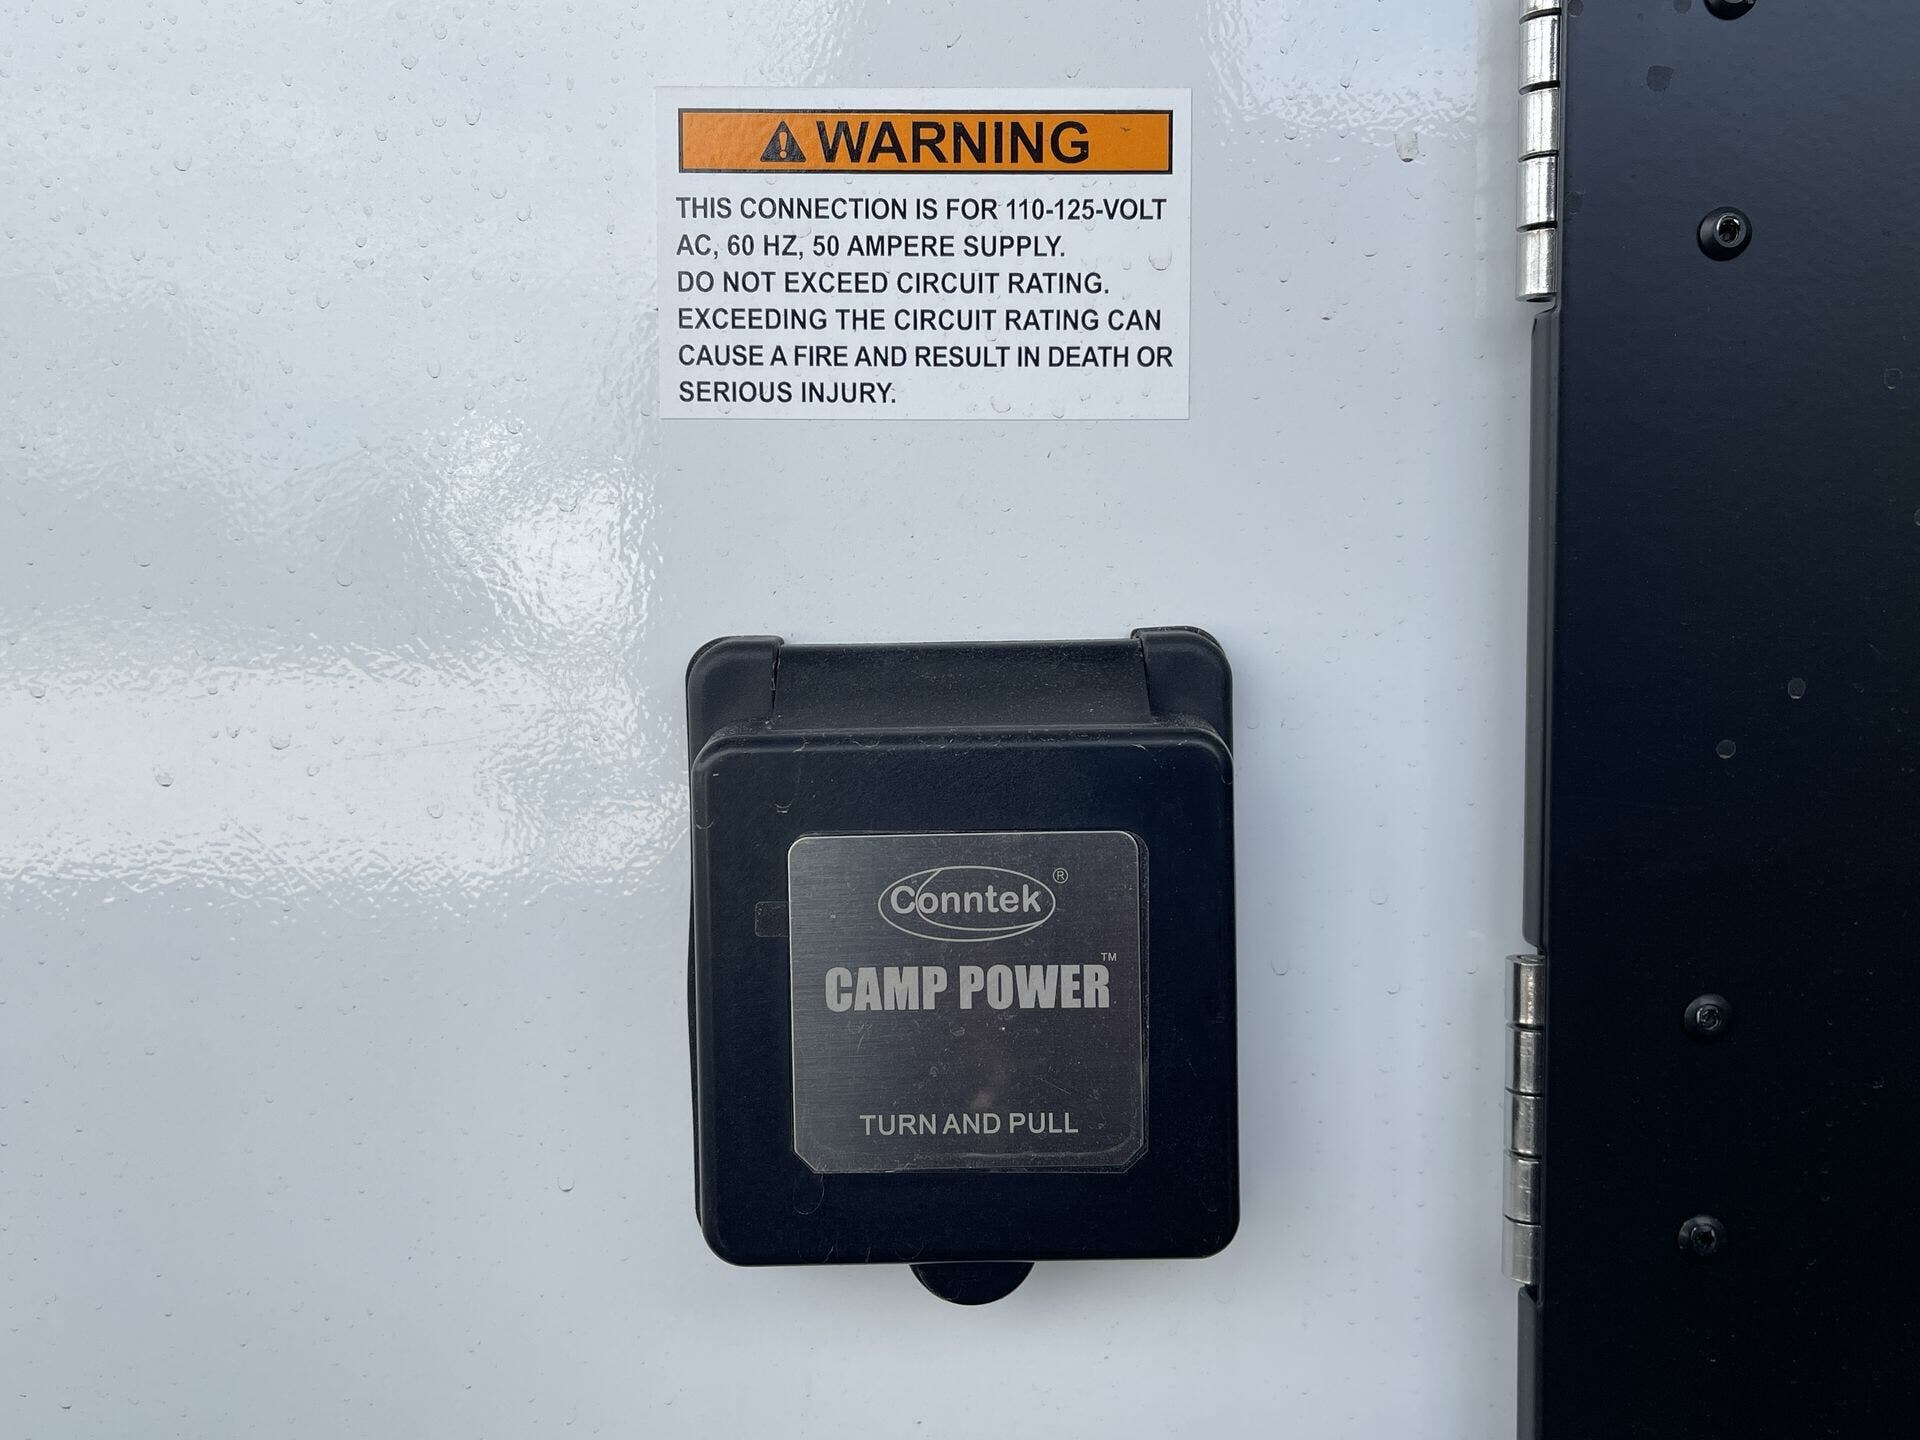 WARNING
THIS CONNECTION IS FOR 110-125-VOLT
AC, 60 HZ, 50 AMPERE SUPPLY.
DO NOT EXCEED CIRCUIT RATING.
EXCEEDING THE CIRCUIT RATING CAN
CAUSE A FIRE AND RESULT IN DEATH OR
SERIOUS INJURY.
Conntek®
CAMP POWER™
TURN AND PULL